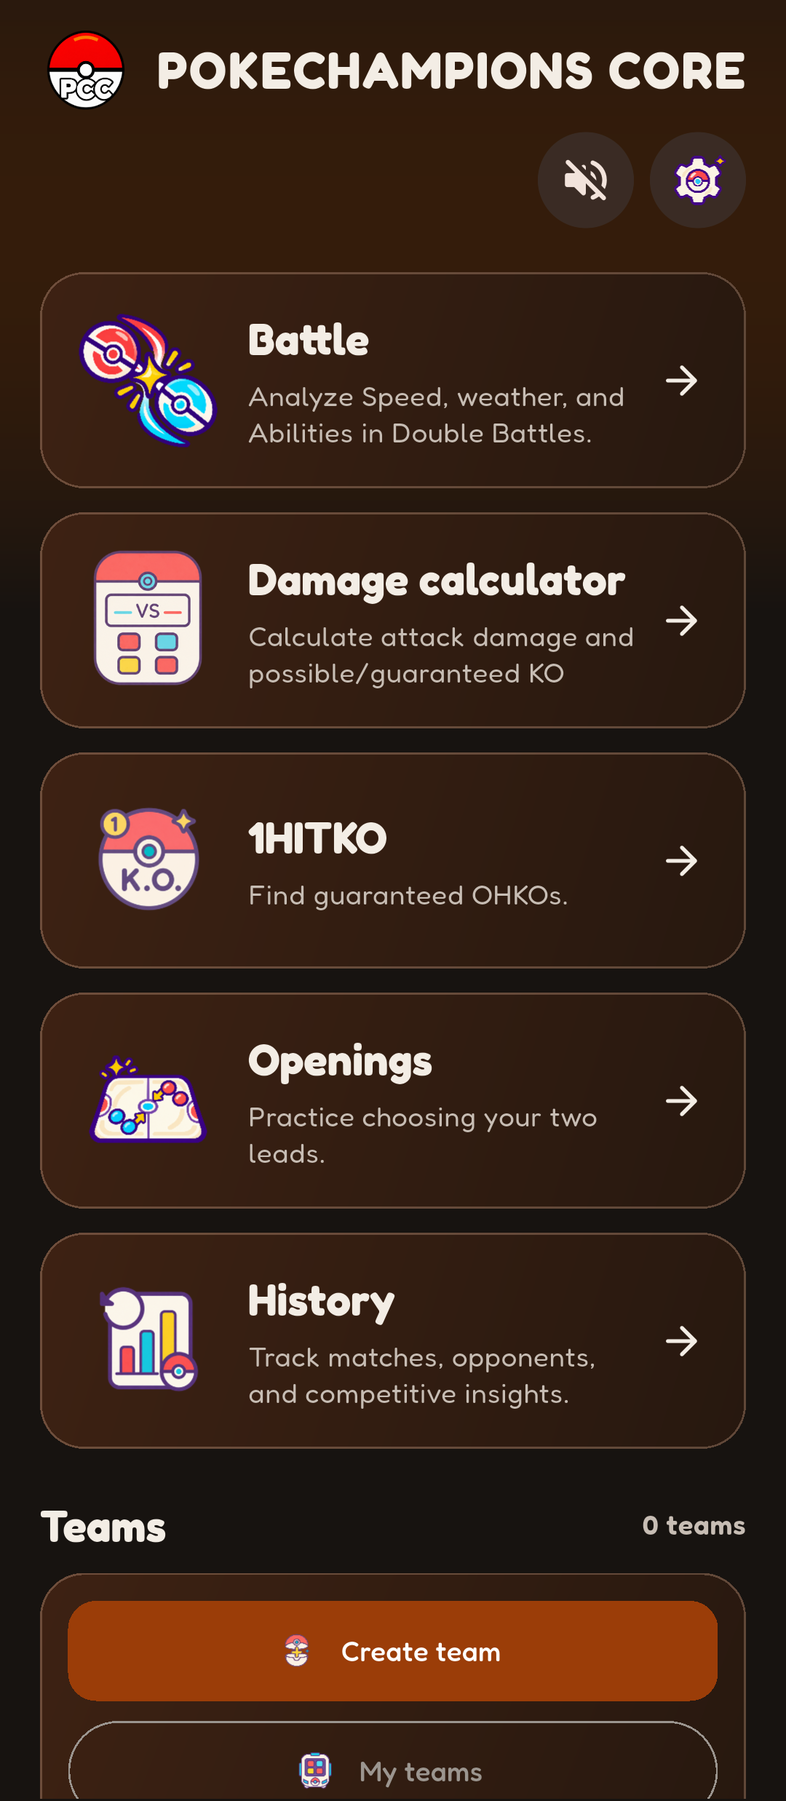 PCC
POKECHAMPIONS CORE
Battle
Analyze Speed, weather, and
Abilities in Double Battles.
VS
Damage calculator
Calculate attack damage and
possible/guaranteed KO
1
K.O.
1HITKO
Find guaranteed OHKOs.
Openings
Practice choosing your two
leads.
History
Track matches, opponents,
and competitive insights.
Teams
0 teams
Create team
My teams